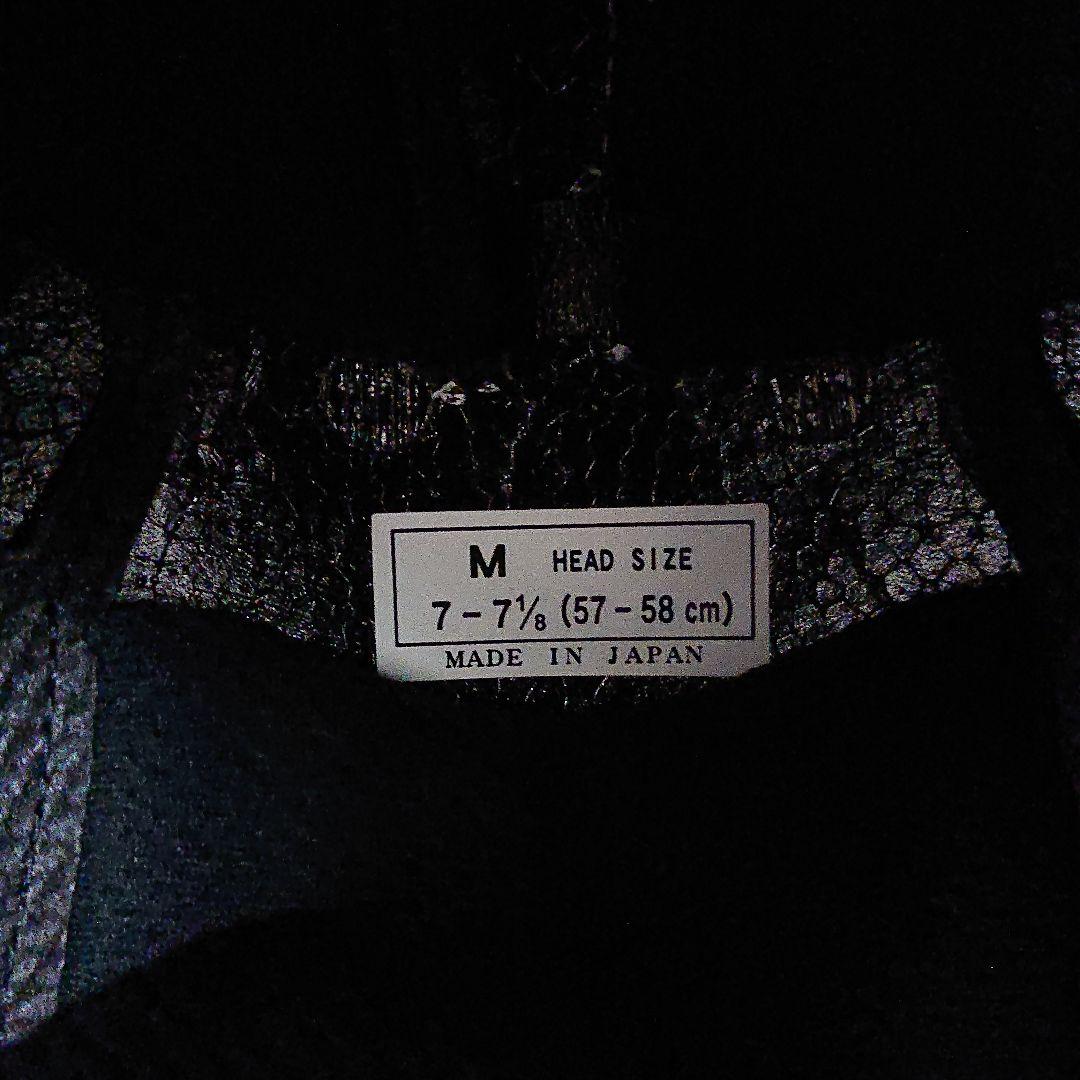 M HEAD SIZE
7 - 7⅛ (57 - 58 cm)
MADE IN JAPAN